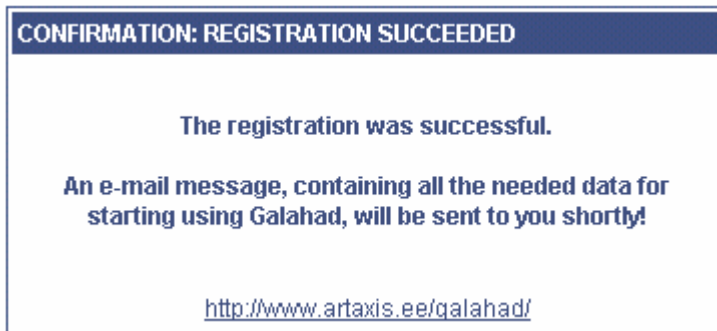 CONFIRMATION: REGISTRATION SUCCEEDED
The registration was successful.
An e-mail message, containing all the needed data for
starting using Galahad, will be sent to you shortly!
http://www.artaxis.ee/galahad/